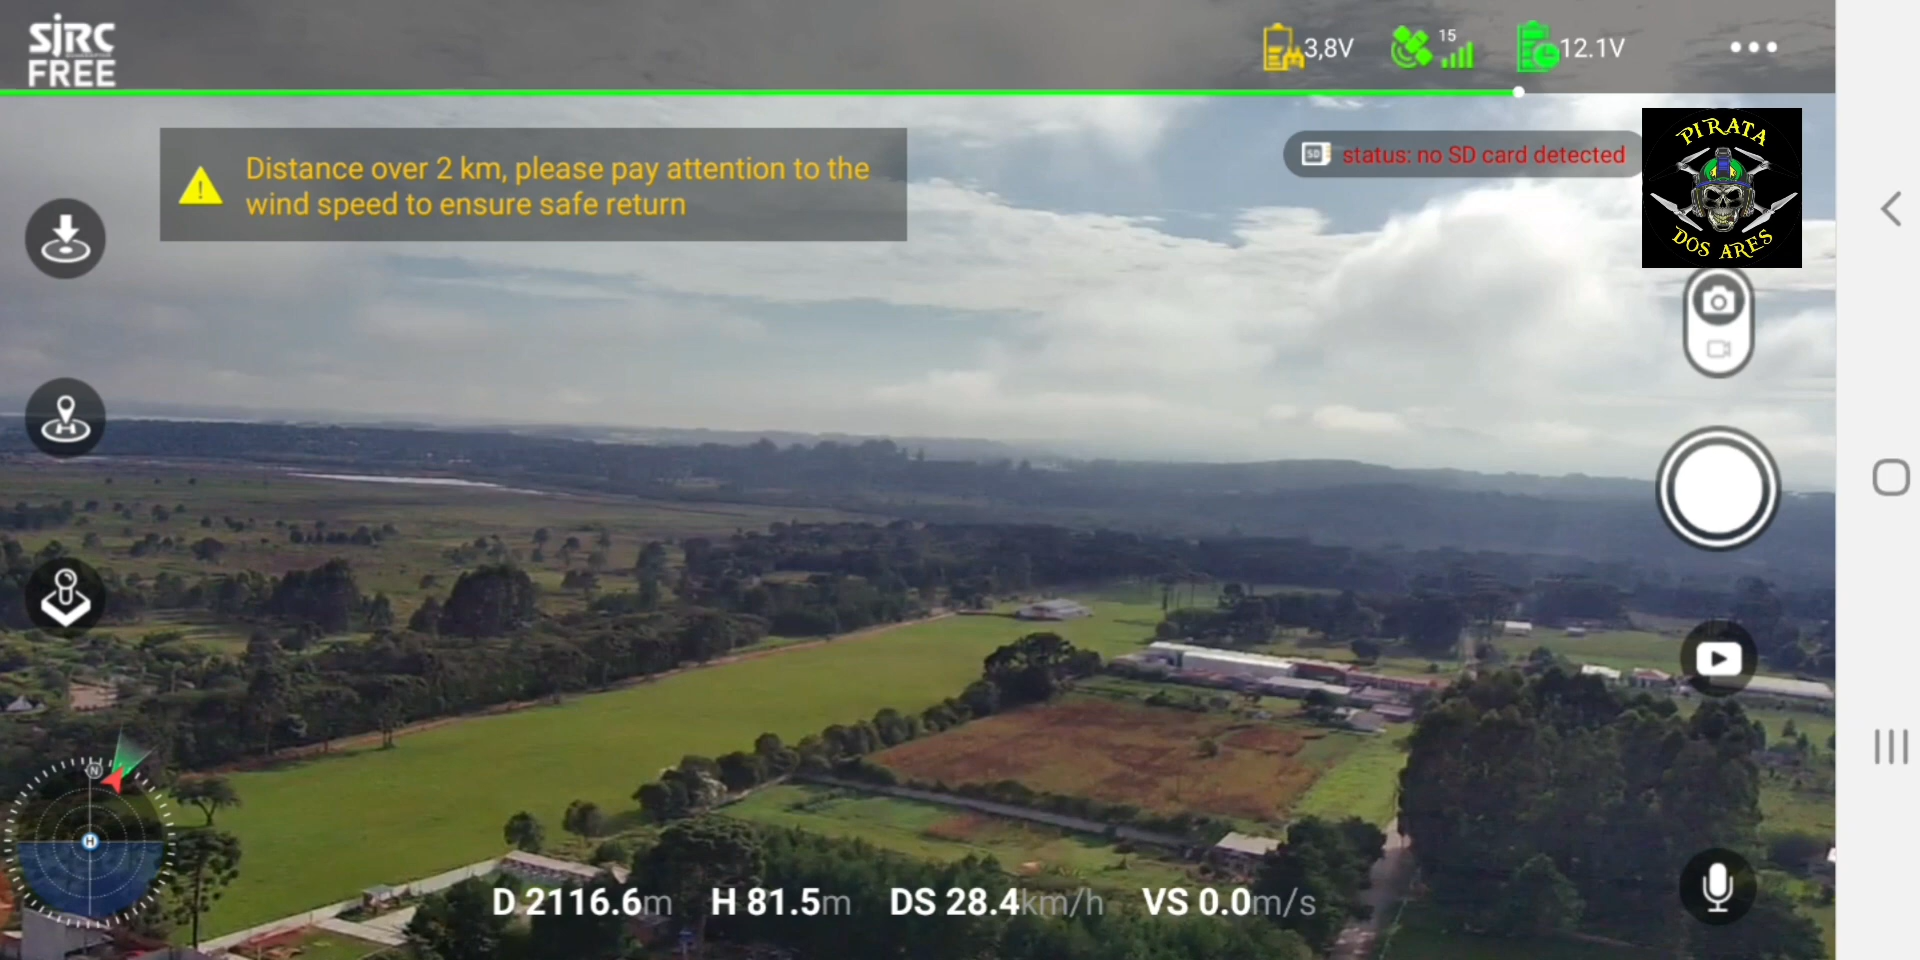 SJRC
FREE
3,8V
15
12.1V
Distance over 2 km, please pay attention to the
wind speed to ensure safe return
SD
status: no SD card detected
PIRATA
DOS ARES
N
H
D 2116.6m H 81.5m DS 28.4km/h VS 0.0m/s